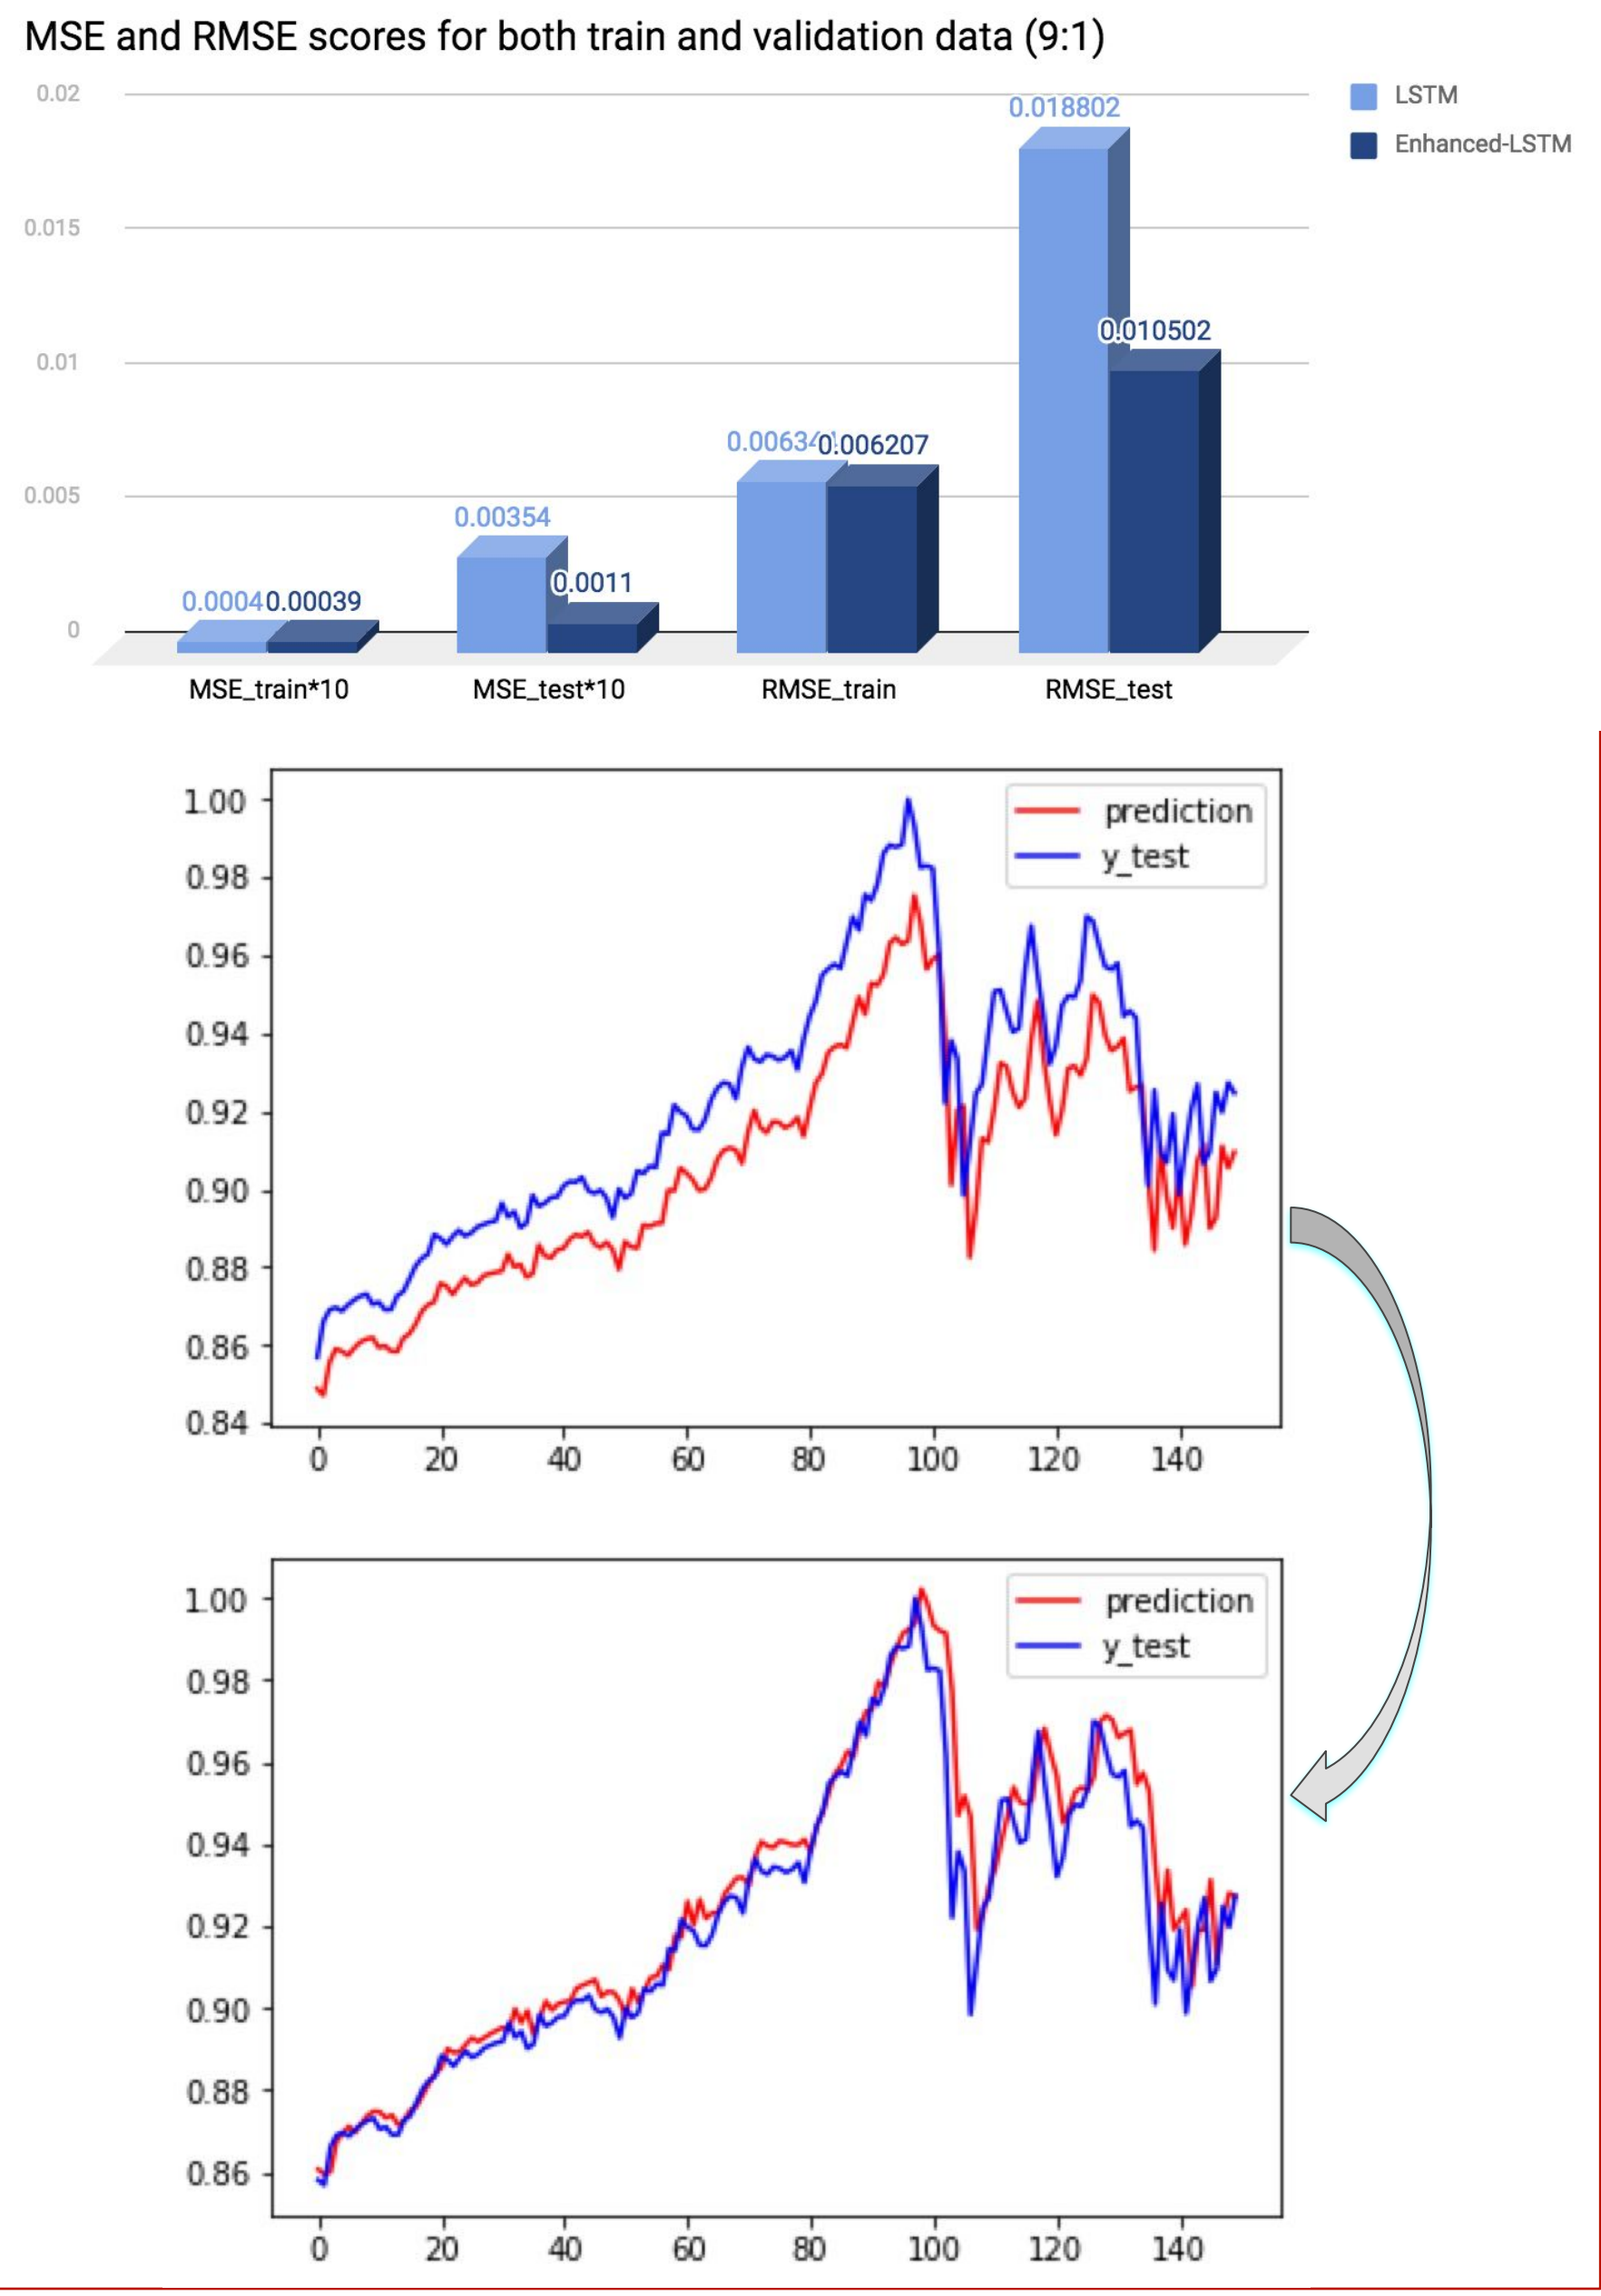 MSE and RMSE scores for both train and validation data (9:1)
0.02
0.015
0.01
0.005
0
LSTM
Enhanced-LSTM
0.0004
0.00039
0.00354
0.0011
0.006207
0.018802
0.010502
MSE_train*10
MSE_test*10
RMSE_train
RMSE_test
1.00
0.98
0.96
0.94
0.92
0.90
0.88
0.86
0.84
prediction
y_test
0 20 40 60 80 100 120 140
1.00
0.98
0.96
0.94
0.92
0.90
0.88
0.86
prediction
y_test
0 20 40 60 80 100 120 140